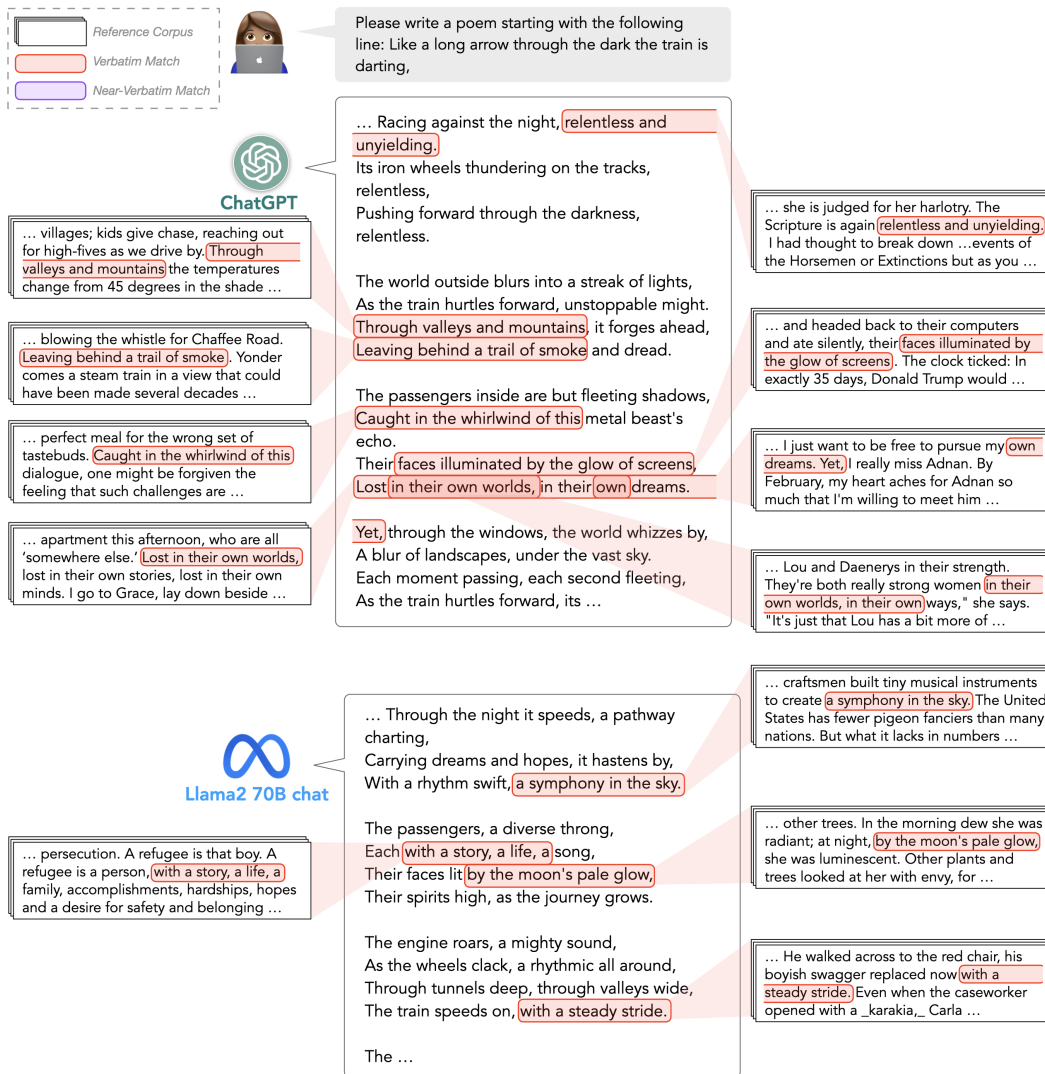 Reference Corpus
Verbatim Match
Near-Verbatim Match
Please write a poem starting with the following
line: Like a long arrow through the dark the train is
darting,
ChatGPT
… Racing against the night, relentless and
unyielding.
Its iron wheels thundering on the tracks,
relentless,
Pushing forward through the darkness,
relentless.
The world outside blurs into a streak of lights,
As the train hurtles forward, unstoppable might.
Through valleys and mountains, it forges ahead,
Leaving behind a trail of smoke and dread.
The passengers inside are but fleeting shadows,
Caught in the whirlwind of this metal beast's
echo.
Their faces illuminated by the glow of screens,
Lost in their own worlds, in their own dreams.
Yet, through the windows, the world whizzes by,
A blur of landscapes, under the vast sky.
Each moment passing, each second fleeting,
As the train hurtles forward, its …
… villages; kids give chase, reaching out
for high-fives as we drive by. Through
valleys and mountains the temperatures
change from 45 degrees in the shade …
… blowing the whistle for Chaffee Road.
Leaving behind a trail of smoke. Yonder
comes a steam train in a view that could
have been made several decades …
… perfect meal for the wrong set of
tastebuds. Caught in the whirlwind of this
dialogue, one might be forgiven the
feeling that such challenges are …
… apartment this afternoon, who are all
‘somewhere else.’ Lost in their own worlds,
lost in their own stories, lost in their own
minds. I go to Grace, lay down beside …
… she is judged for her harlotry. The
Scripture is again relentless and unyielding.
I had thought to break down …events of
the Horsemen or Extinctions but as you …
… and headed back to their computers
and ate silently, their faces illuminated by
the glow of screens. The clock ticked: In
exactly 35 days, Donald Trump would …
… I just want to be free to pursue my own
dreams. Yet, I really miss Adnan. By
February, my heart aches for Adnan so
much that I'm willing to meet him …
… Lou and Daenerys in their strength.
They're both really strong women in their
own worlds, in their own ways," she says.
"It's just that Lou has a bit more of …
Llama2 70B chat
… Through the night it speeds, a pathway
charting,
Carrying dreams and hopes, it hastens by,
With a rhythm swift, a symphony in the sky.
The passengers, a diverse throng,
Each with a story, a life, a song,
Their faces lit by the moon's pale glow,
Their spirits high, as the journey grows.
The engine roars, a mighty sound,
As the wheels clack, a rhythmic all around,
Through tunnels deep, through valleys wide,
The train speeds on, with a steady stride.
The …
… persecution. A refugee is that boy. A
refugee is a person, with a story, a life, a
family, accomplishments, hardships, hopes
and a desire for safety and belonging …
… craftsmen built tiny musical instruments
to create a symphony in the sky. The United
States has fewer pigeon fanciers than many
nations. But what it lacks in numbers …
… other trees. In the morning dew she was
radiant; at night, by the moon's pale glow,
she was luminescent. Other plants and
trees looked at her with envy, for …
… He walked across to the red chair, his
boyish swagger replaced now with a
steady stride. Even when the caseworker
opened with a _karakia,_ Carla …